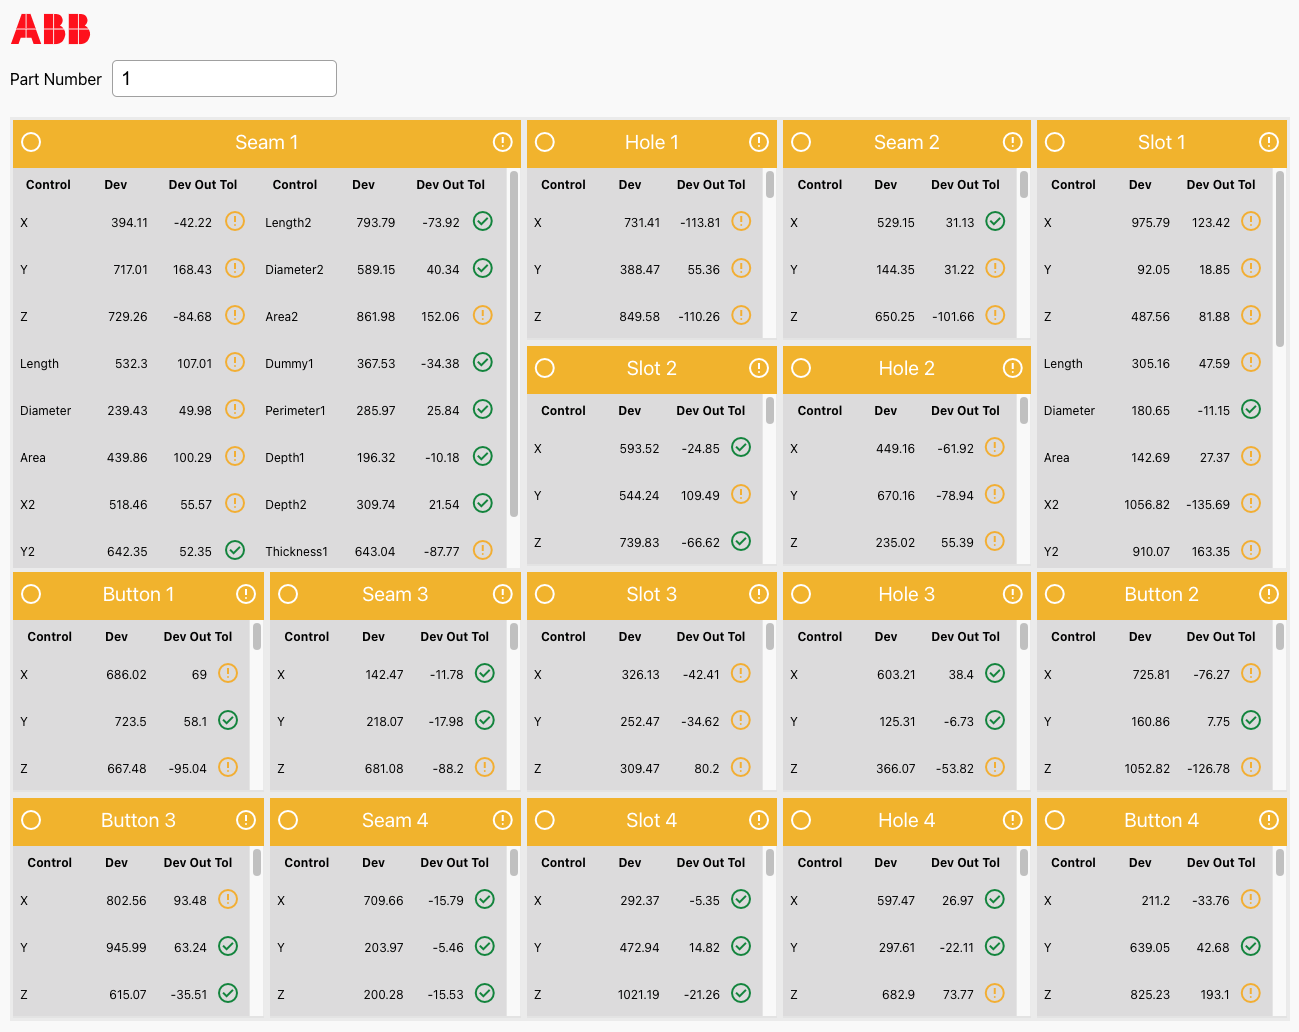 ABB
Part Number 1
Seam 1
Control Dev Dev Out Tol Control Dev Dev Out Tol
X 394.11 -42.22 Length2 793.79 -73.92
Y 717.01 168.43 Diameter2 589.15 40.34
Z 729.26 -84.68 Area2 861.98 152.06
Length 532.3 107.01 Dummy1 367.53 -34.38
Diameter 239.43 49.98 Perimeter1 285.97 25.84
Area 439.86 100.29 Depth1 196.32 -10.18
X2 518.46 55.57 Depth2 309.74 21.54
Y2 642.35 52.35 Thickness1 643.04 -87.77
Hole 1
Control Dev Dev Out Tol
X 731.41 -113.81
Y 388.47 55.36
Z 849.58 -110.26
Seam 2
Control Dev Dev Out Tol
X 529.15 31.13
Y 144.35 31.22
Z 650.25 -101.66
Slot 1
Control Dev Dev Out Tol
X 975.79 123.42
Y 92.05 18.85
Z 487.56 81.88
Length 305.16 47.59
Diameter 180.65 -11.15
Area 142.69 27.37
X2 1056.82 -135.69
Y2 910.07 163.35
Slot 2
Control Dev Dev Out Tol
X 593.52 -24.85
Y 544.24 109.49
Z 739.83 -66.62
Hole 2
Control Dev Dev Out Tol
X 449.16 -61.92
Y 670.16 -78.94
Z 235.02 55.39
Button 1
Control Dev Dev Out Tol
X 686.02 69
Y 723.5 58.1
Z 667.48 -95.04
Seam 3
Control Dev Dev Out Tol
X 142.47 -11.78
Y 218.07 -17.98
Z 681.08 -88.2
Slot 3
Control Dev Dev Out Tol
X 326.13 -42.41
Y 252.47 -34.62
Z 309.47 80.2
Hole 3
Control Dev Dev Out Tol
X 603.21 38.4
Y 125.31 -6.73
Z 366.07 -53.82
Button 2
Control Dev Dev Out Tol
X 725.81 -76.27
Y 160.86 7.75
Z 1052.82 -126.78
Button 3
Control Dev Dev Out Tol
X 802.56 93.48
Y 945.99 63.24
Z 615.07 -35.51
Seam 4
Control Dev Dev Out Tol
X 709.66 -15.79
Y 203.97 -5.46
Z 200.28 -15.53
Slot 4
Control Dev Dev Out Tol
X 292.37 -5.35
Y 472.94 14.82
Z 1021.19 -21.26
Hole 4
Control Dev Dev Out Tol
X 597.47 26.97
Y 297.61 -22.11
Z 682.9 73.77
Button 4
Control Dev Dev Out Tol
X 211.2 -33.76
Y 639.05 42.68
Z 825.23 193.1